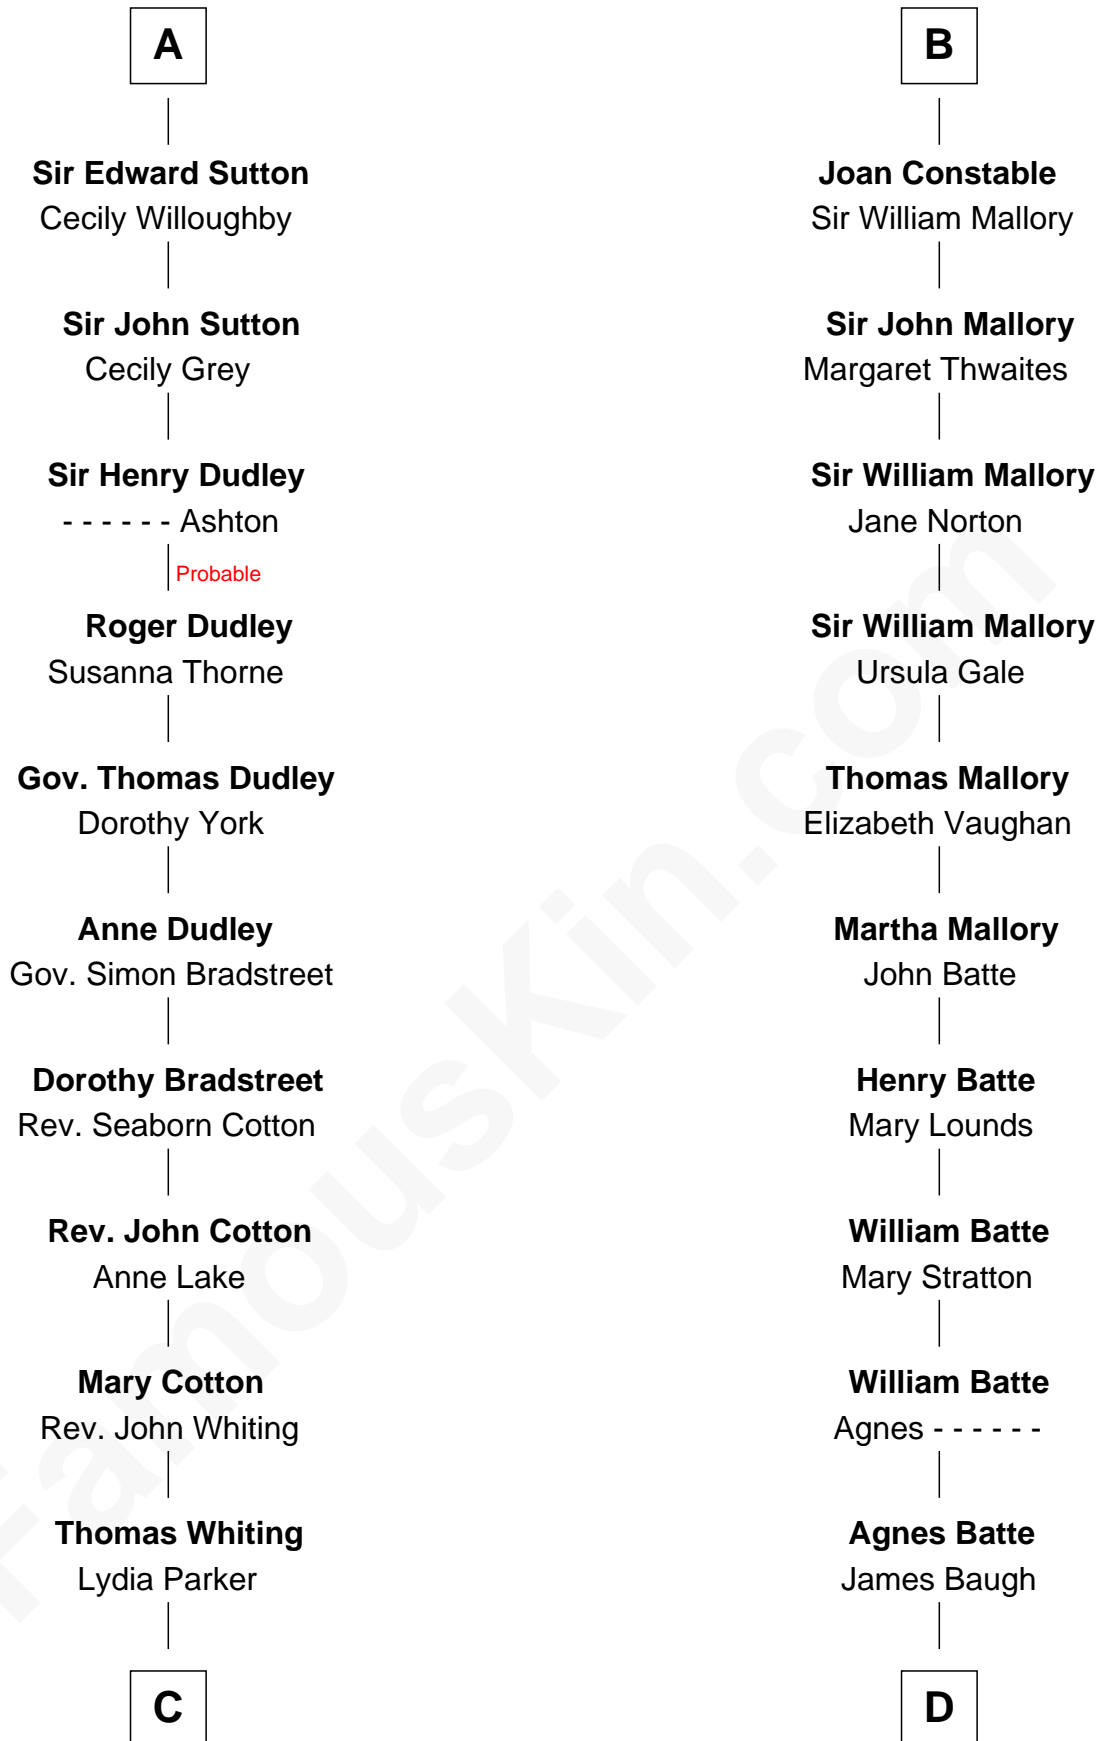 A
Sir Edward Sutton
Cecily Willoughby
Sir John Sutton
Cecily Grey
Sir Henry Dudley
- - - - - - Ashton
Probable
Roger Dudley
Susanna Thorne
Gov. Thomas Dudley
Dorothy York
Anne Dudley
Gov. Simon Bradstreet
Dorothy Bradstreet
Rev. Seaborn Cotton
Rev. John Cotton
Anne Lake
Mary Cotton
Rev. John Whiting
Thomas Whiting
Lydia Parker
C
B
Joan Constable
Sir William Mallory
Sir John Mallory
Margaret Thwaites
Sir William Mallory
Jane Norton
Sir William Mallory
Ursula Gale
Thomas Mallory
Elizabeth Vaughan
Martha Mallory
John Batte
Henry Batte
Mary Lounds
William Batte
Mary Stratton
William Batte
Agnes - - - - - -
Agnes Batte
James Baugh
D
FamousKin.com